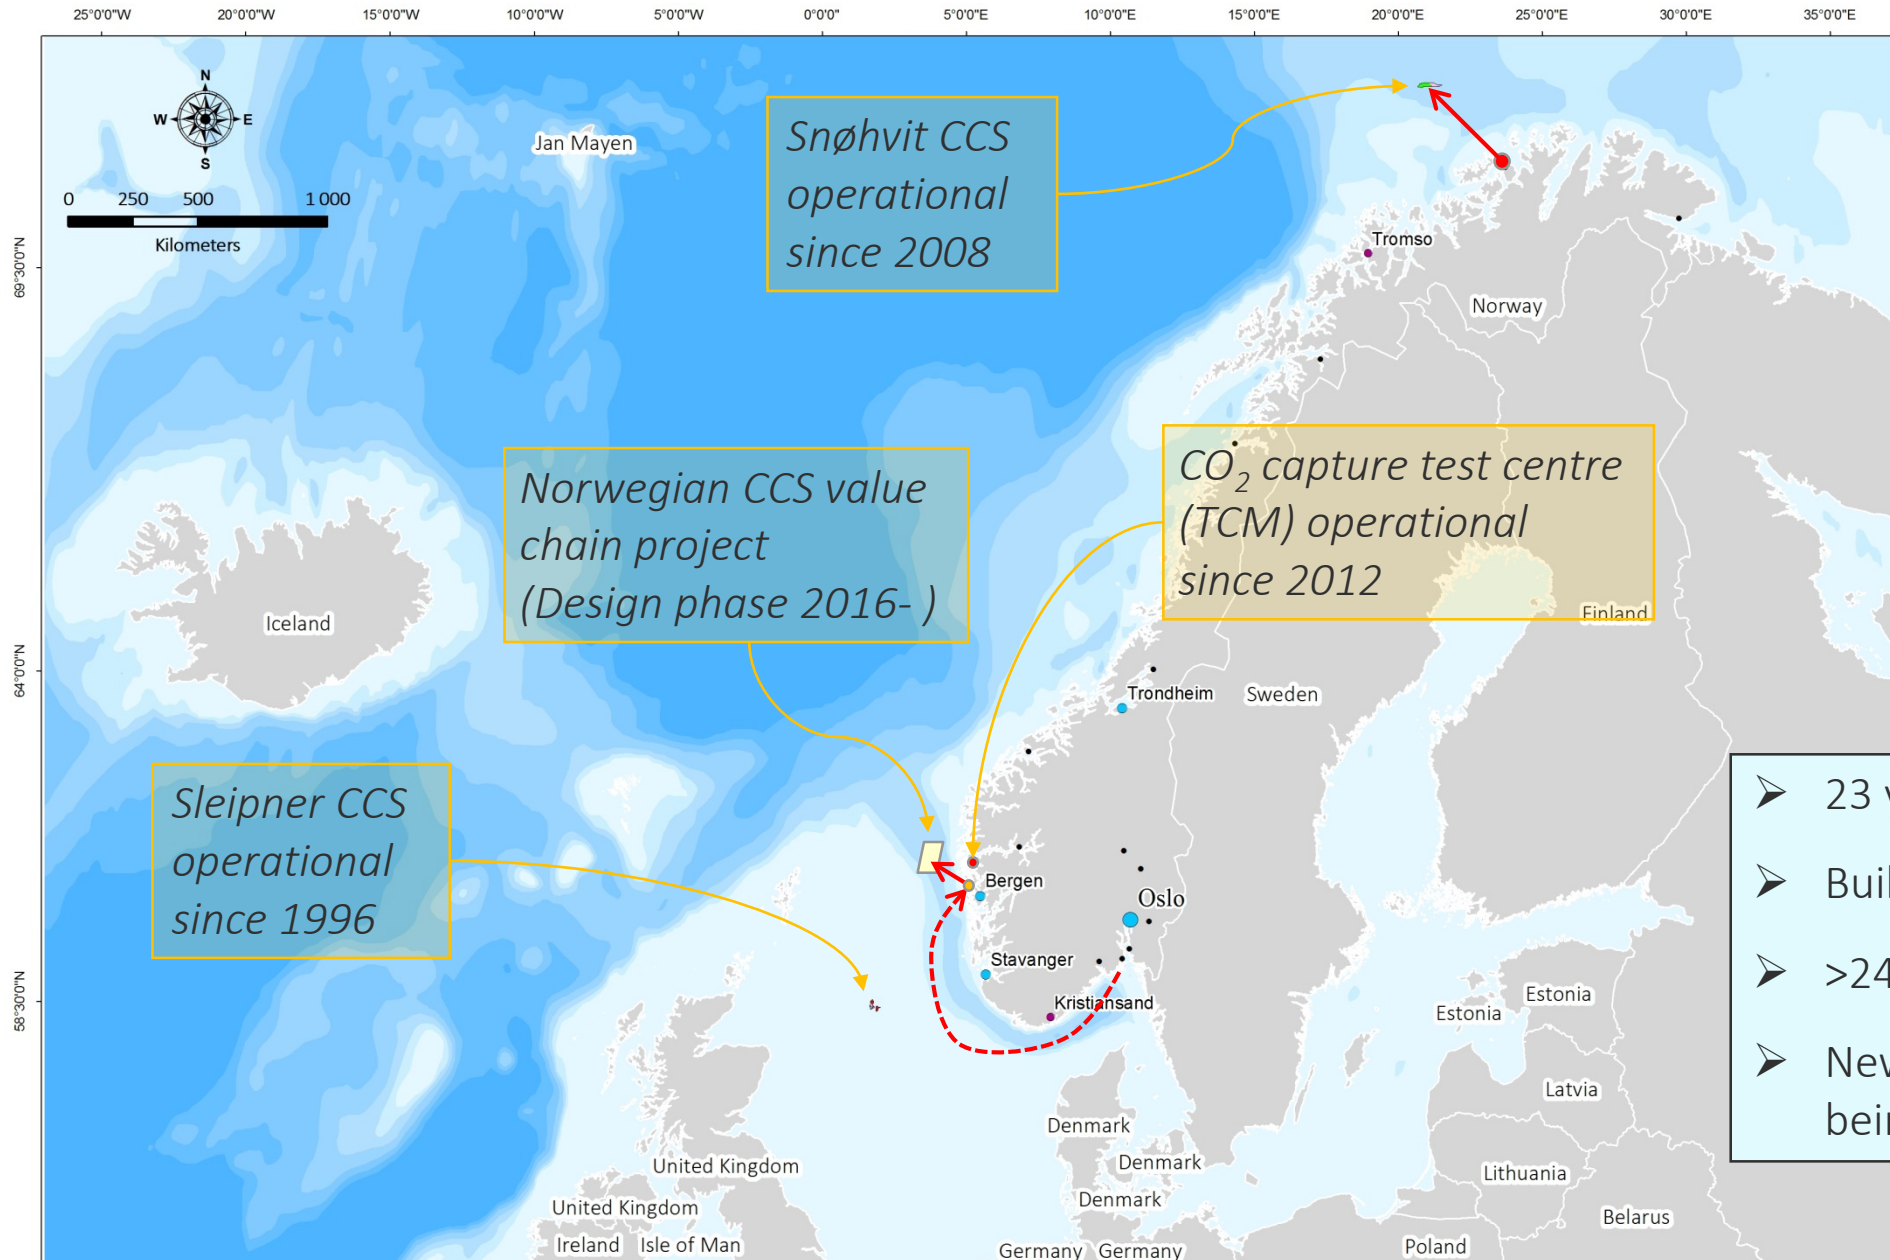 25°0'0"W 20°0'0"W 15°0'0"W 10°0'0"W 5°0'0"W 0°0'0" 5°0'0"E 10°0'0"E 15°0'0"E 20°0'0"E 25°0'0"E 30°0'0"E 35°0'0"E
N
W E
S
0 250 500 1 000
Kilometers
69°30'0"N
64°0'0"N
58°30'0"N
Jan Mayen
Snøhvit CCS
operational
since 2008
Tromso
Norway
Norwegian CCS value
chain project
(Design phase 2016- )
CO₂ capture test centre
(TCM) operational
since 2012
Finland
Iceland
Trondheim
Sweden
Sleipner CCS
operational
since 1996
Bergen
Oslo
Stavanger
Kristiansand
➢ 23
➢ Buil
➢ >24
➢ New
bein
Estonia
Estonia
Latvia
Lithuania
Belarus
Poland
Denmark
Denmark
Denmark
Germany Germany
United Kingdom
United Kingdom
Ireland Isle of Man